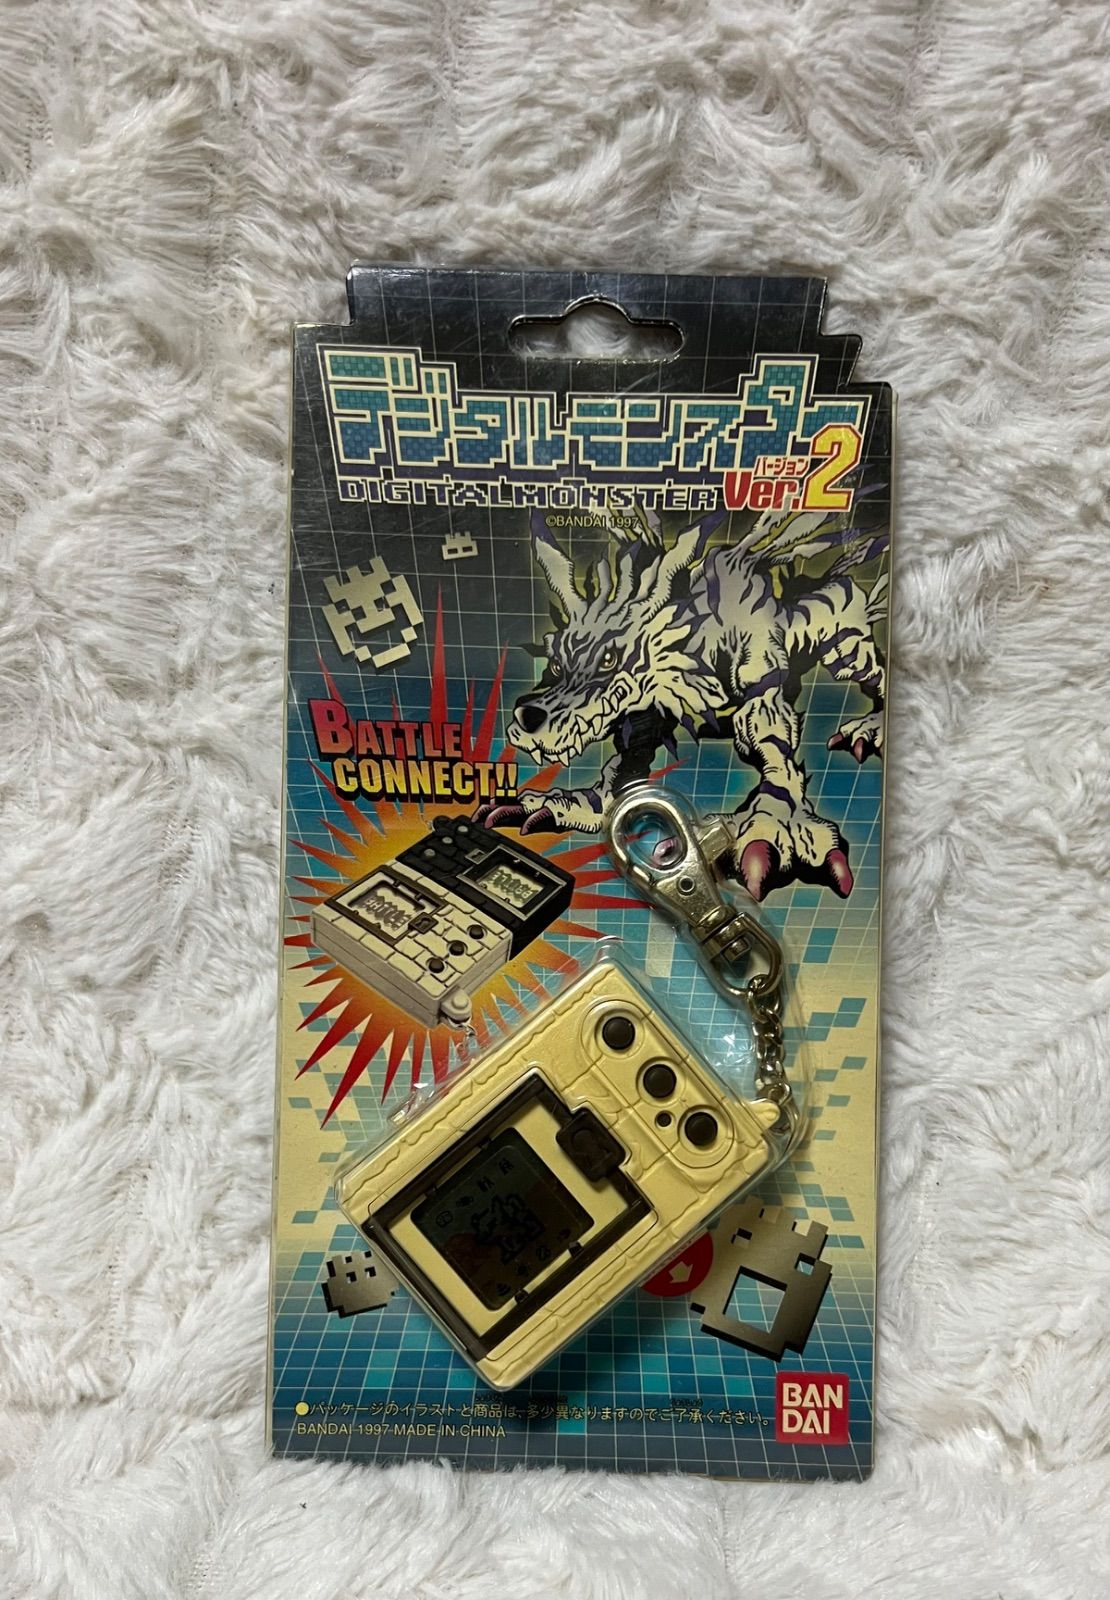 デジタルモンスター
バージョン
DIGITALMONSTER Ver.2
©BANDAI 1997
BATTLE
CONNECT!!
●パッケージのイラストと商品は、多少異なりますのでご了承ください。
BANDAI 1997 MADE IN CHINA
BAN
DAI